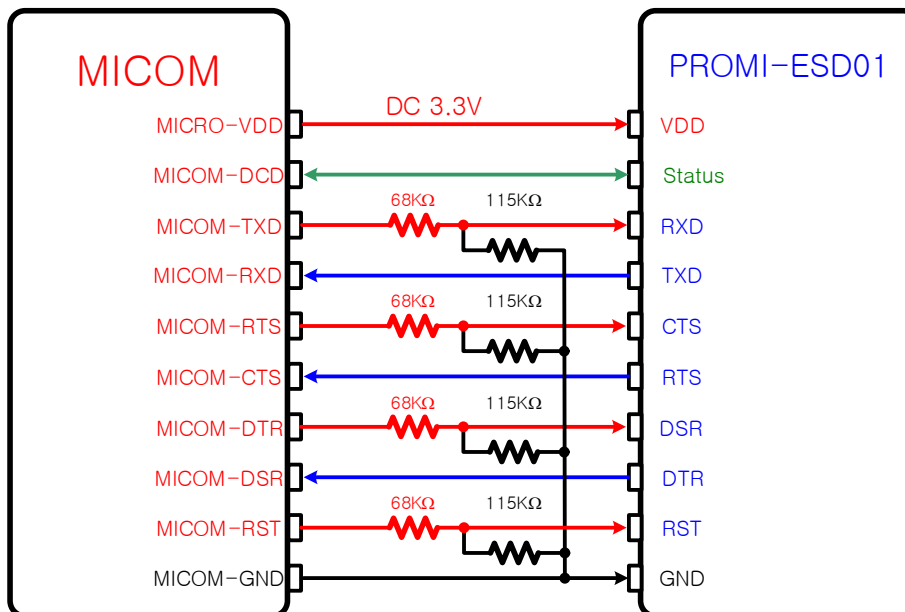 MICOM PROMI-ESD01
DC 3.3V
MICRO-VDD VDD
MICOM-DCD Status
68KΩ 115KΩ
MICOM-TXD RXD
MICOM-RXD TXD
68KΩ 115KΩ
MICOM-RTS CTS
MICOM-CTS RTS
68KΩ 115KΩ
MICOM-DTR DSR
MICOM-DSR DTR
68KΩ 115KΩ
MICOM-RST RST
MICOM-GND GND